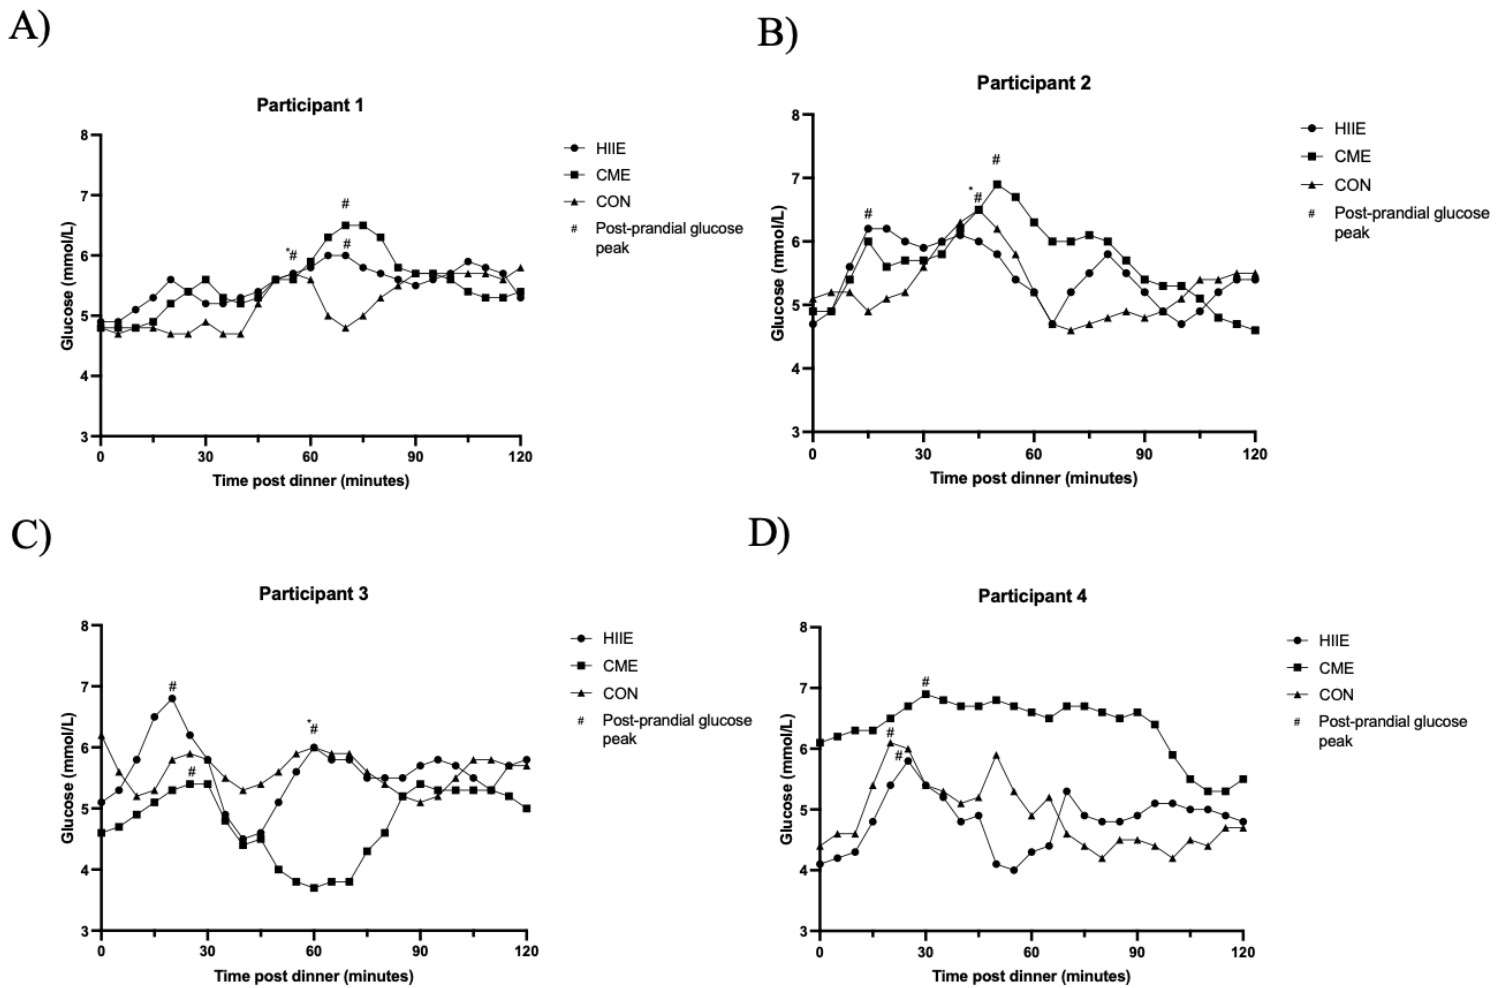 A)
Participant 1
8
7
6
5
4
3
Glucose (mmol/L)
0 30 60 90 120
Time post dinner (minutes)
*#
#
#
HIIE
CME
CON
# Post-prandial glucose
peak
B)
Participant 2
8
7
6
5
4
3
Glucose (mmol/L)
0 30 60 90 120
Time post dinner (minutes)
#
*#
#
HIIE
CME
CON
# Post-prandial glucose
peak
C)
Participant 3
8
7
6
5
4
3
Glucose (mmol/L)
0 30 60 90 120
Time post dinner (minutes)
#
#
*#
HIIE
CME
CON
# Post-prandial glucose
peak
D)
Participant 4
8
7
6
5
4
3
Glucose (mmol/L)
0 30 60 90 120
Time post dinner (minutes)
#
#
#
HIIE
CME
CON
# Post-prandial glucose
peak